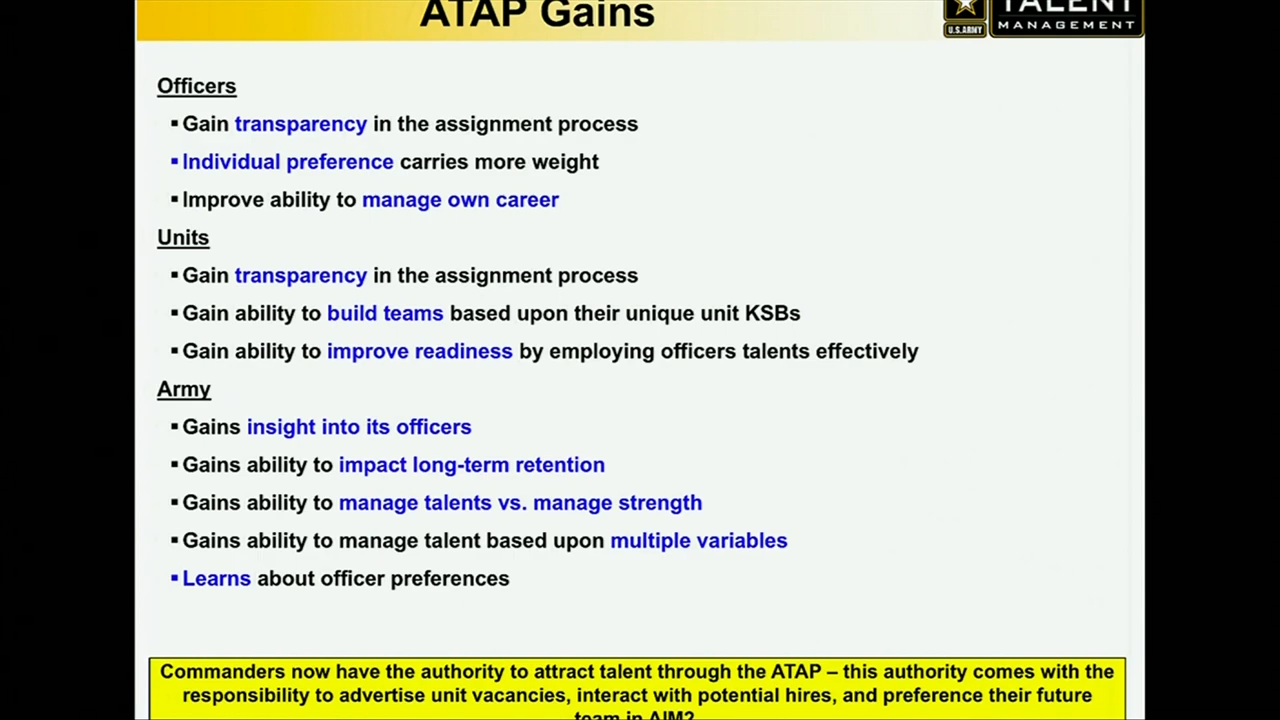 ATAP Gains
TALENT
MANAGEMENT
U.S.ARMY
Officers
▪Gain transparency in the assignment process
▪Individual preference carries more weight
▪Improve ability to manage own career
Units
▪Gain transparency in the assignment process
▪Gain ability to build teams based upon their unique unit KSBs
▪Gain ability to improve readiness by employing officers talents effectively
Army
▪Gains insight into its officers
▪Gains ability to impact long-term retention
▪Gains ability to manage talents vs. manage strength
▪Gains ability to manage talent based upon multiple variables
▪Learns about officer preferences
Commanders now have the authority to attract talent through the ATAP – this authority comes with the
responsibility to advertise unit vacancies, interact with potential hires, and preference their future
team in AIM2